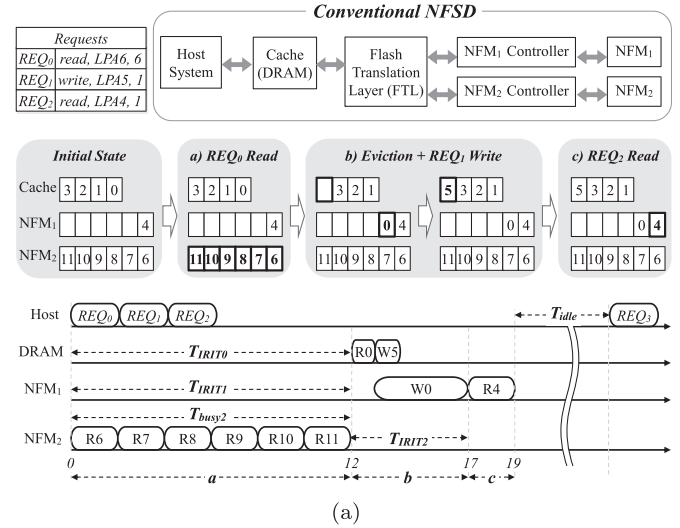 Conventional NFSD
Requests
REQ0 read, LPA6, 6
REQ1 write, LPA5, 1
REQ2 read, LPA4, 1
Host System
Cache (DRAM)
Flash Translation Layer (FTL)
NFM1 Controller
NFM1
NFM2 Controller
NFM2
Initial State
a) REQ0 Read
b) Eviction + REQ1 Write
c) REQ2 Read
Cache 3 2 1 0
3 2 1 0
3 2 1
5 3 2 1
5 3 2 1
NFM1 4
4
0 4
0 4
0 4
NFM2 11 10 9 8 7 6
11 10 9 8 7 6
11 10 9 8 7 6
11 10 9 8 7 6
11 10 9 8 7 6
Host REQ0 REQ1 REQ2 Tidle REQ3
DRAM TIRIT0 R0 W5
NFM1 TIRIT1 W0 R4
Tbusy2
NFM2 R6 R7 R8 R9 R10 R11 TIRIT2
0 12 17 19
a b c
(a)